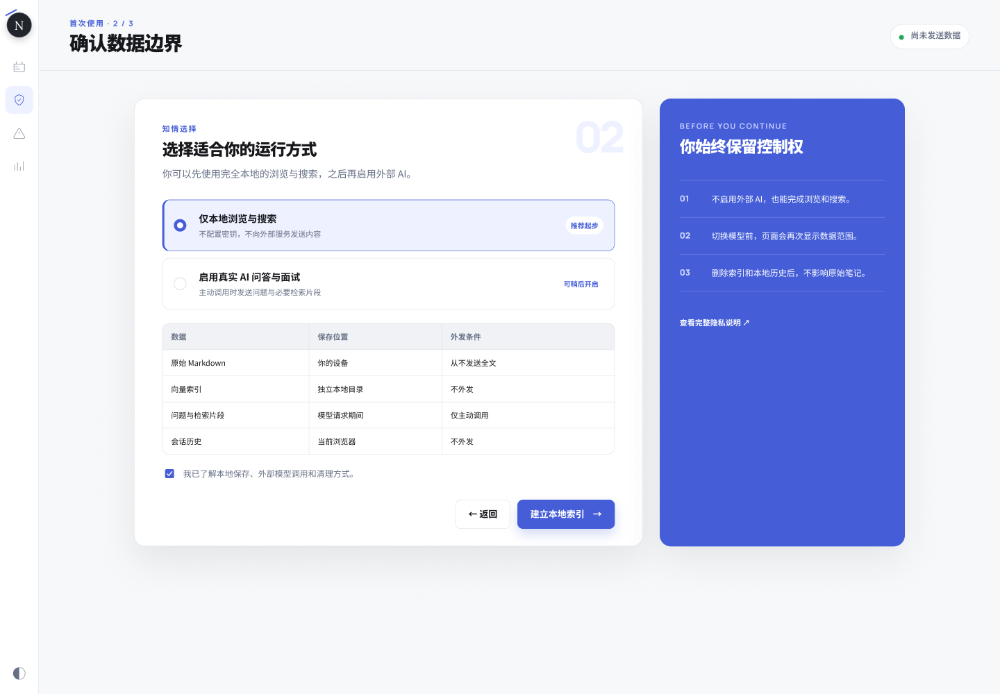 N
首次使用 · 2 / 3
确认数据边界
尚未发送数据
知情选择
02
选择适合你的运行方式
你可以先使用完全本地的浏览与搜索，之后再启用外部 AI。
仅本地浏览与搜索
不配置密钥，不向外部服务发送内容
推荐起步
启用真实 AI 问答与面试
主动调用时发送问题与必要检索片段
可稍后开启
数据 保存位置 外发条件
原始 Markdown 你的设备 从不发送全文
向量索引 独立本地目录 不外发
问题与检索片段 模型请求期间 仅主动调用
会话历史 当前浏览器 不外发
我已了解本地保存、外部模型调用和清理方式。
← 返回
建立本地索引 →
BEFORE YOU CONTINUE
你始终保留控制权
01 不启用外部 AI，也能完成浏览和搜索。
02 切换模型前，页面会再次显示数据范围。
03 删除索引和本地历史后，不影响原始笔记。
查看完整隐私说明 ↗